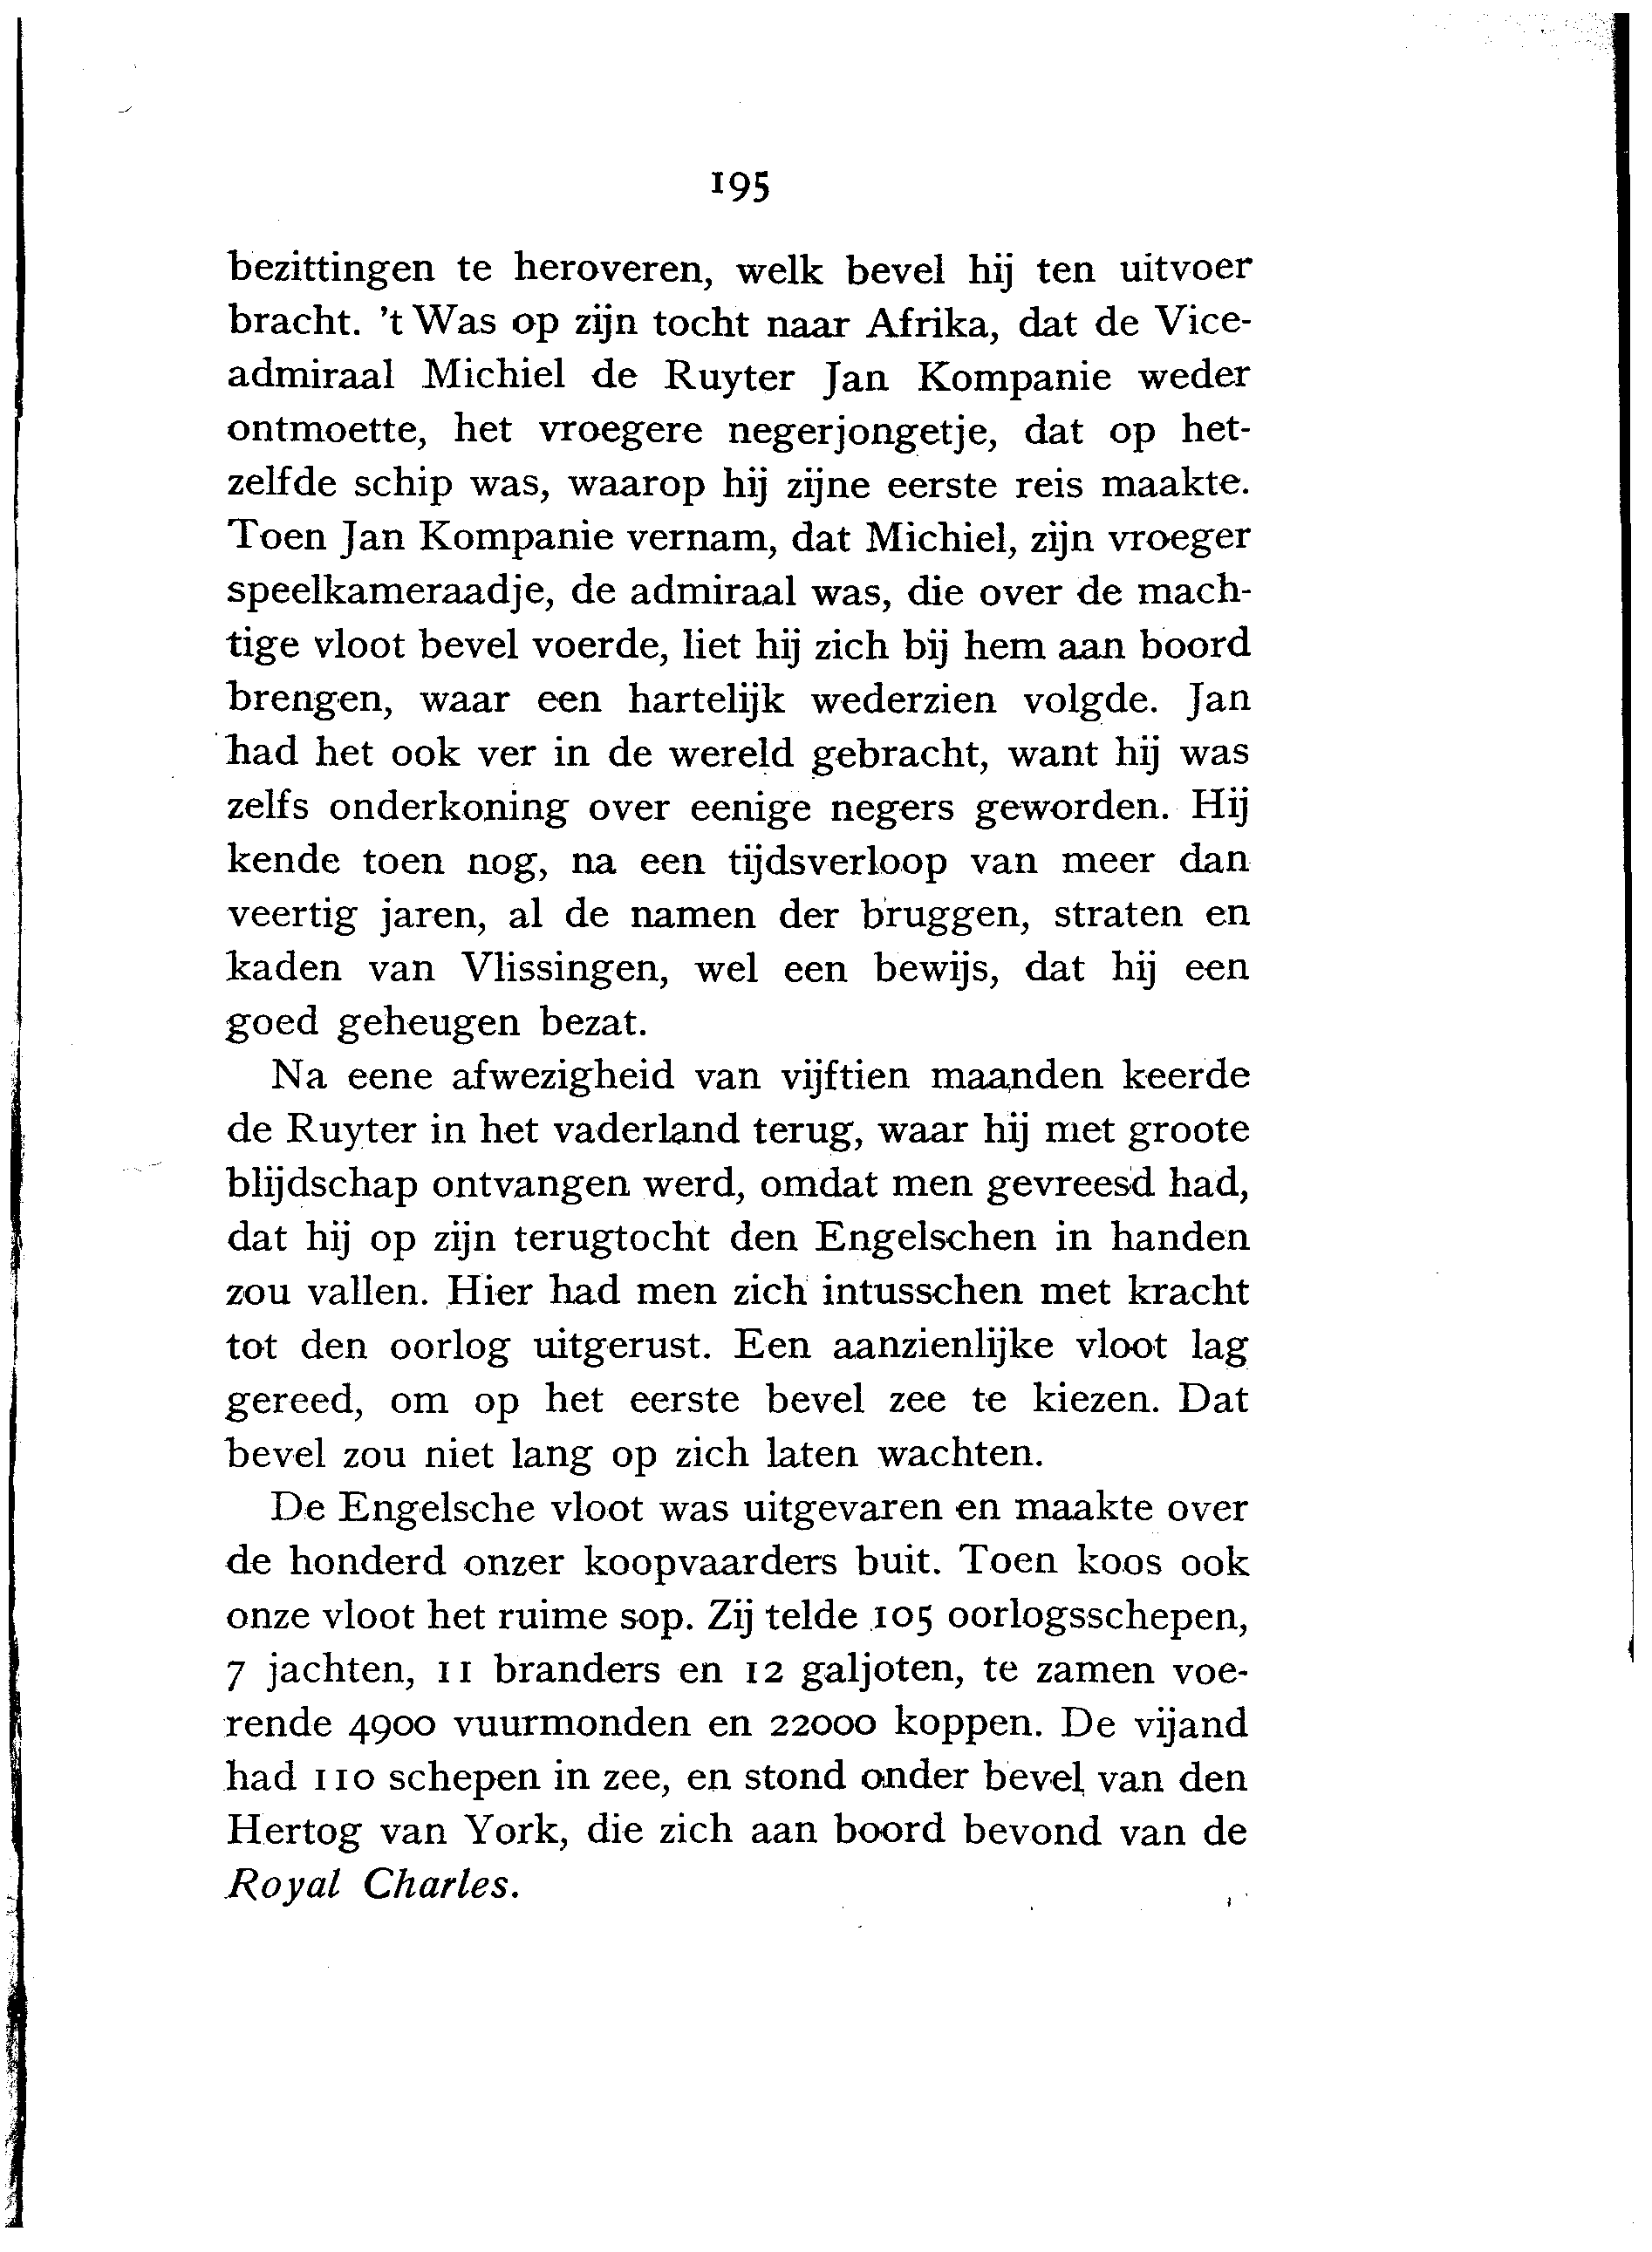 195
bezittingen te heroveren, welk bevel hij ten uitvoer
bracht. 't Was op zijn tocht naar Afrika, dat de Vice-
admiraal Michiel de Ruyter Jan Kompanie weder
ontmoette, het vroegere negerjongetje, dat op het-
zelfde schip was, waarop hij zijne eerste reis maakte.
Toen Jan Kompanie vernam, dat Michiel, zijn vroeger
speelkameraadje, de admiraal was, die over de mach-
tige vloot bevel voerde, liet hij zich bij hem aan boord
brengen, waar een hartelijk wederzien volgde. Jan
had het ook ver in de wereld gebracht, want hij was
zelfs onderkoning over eenige negers geworden. Hij
kende toen nog, na een tijdsverloop van meer dan
veertig jaren, al de namen der bruggen, straten en
kaden van Vlissingen, wel een bewijs, dat hij een
goed geheugen bezat.
Na eene afwezigheid van vijftien maanden keerde
de Ruyter in het vaderland terug, waar hij met groote
blijdschap ontvangen werd, omdat men gevreesd had,
dat hij op zijn terugtocht den Engelschen in handen
zou vallen. Hier had men zich intusschen met kracht
tot den oorlog uitgerust. Een aanzienlijke vloot lag
gereed, om op het eerste bevel zee te kiezen. Dat
bevel zou niet lang op zich laten wachten.
De Engelsche vloot was uitgevaren en maakte over
de honderd onzer koopvaarders buit. Toen koos ook
onze vloot het ruime sop. Zij telde 105 oorlogsschepen,
7 jachten, 11 branders en 12 galjoten, te zamen voe-
rende 4900 vuurmonden en 22000 koppen. De vijand
had 110 schepen in zee, en stond onder bevel van den
Hertog van York, die zich aan boord bevond van de
Royal Charles.